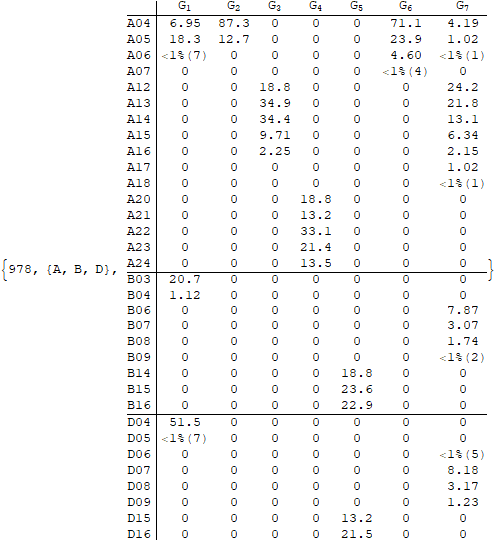 G1 G2 G3 G4 G5 G6 G7
A04 6.95 87.3 0 0 0 71.1 4.19
A05 18.3 12.7 0 0 0 23.9 1.02
A06 <1%(7) 0 0 0 0 4.60 <1%(1)
A07 0 0 0 0 0 <1%(4) 0
A12 0 0 18.8 0 0 0 24.2
A13 0 0 34.9 0 0 0 21.8
A14 0 0 34.4 0 0 0 13.1
A15 0 0 9.71 0 0 0 6.34
A16 0 0 2.25 0 0 0 2.15
A17 0 0 0 0 0 0 1.02
A18 0 0 0 0 0 0 <1%(1)
A20 0 0 0 18.8 0 0 0
A21 0 0 0 13.2 0 0 0
A22 0 0 0 33.1 0 0 0
A23 0 0 0 21.4 0 0 0
{978, {A, B, D}, A24 0 0 0 13.5 0 0 0 }
B03 20.7 0 0 0 0 0 0
B04 1.12 0 0 0 0 0 0
B06 0 0 0 0 0 0 7.87
B07 0 0 0 0 0 0 3.07
B08 0 0 0 0 0 0 1.74
B09 0 0 0 0 0 0 <1%(2)
B14 0 0 0 0 18.8 0 0
B15 0 0 0 0 23.6 0 0
B16 0 0 0 0 22.9 0 0
D04 51.5 0 0 0 0 0 0
D05 <1%(7) 0 0 0 0 0 0
D06 0 0 0 0 0 0 <1%(5)
D07 0 0 0 0 0 0 8.18
D08 0 0 0 0 0 0 3.17
D09 0 0 0 0 0 0 1.23
D15 0 0 0 0 13.2 0 0
D16 0 0 0 0 21.5 0 0